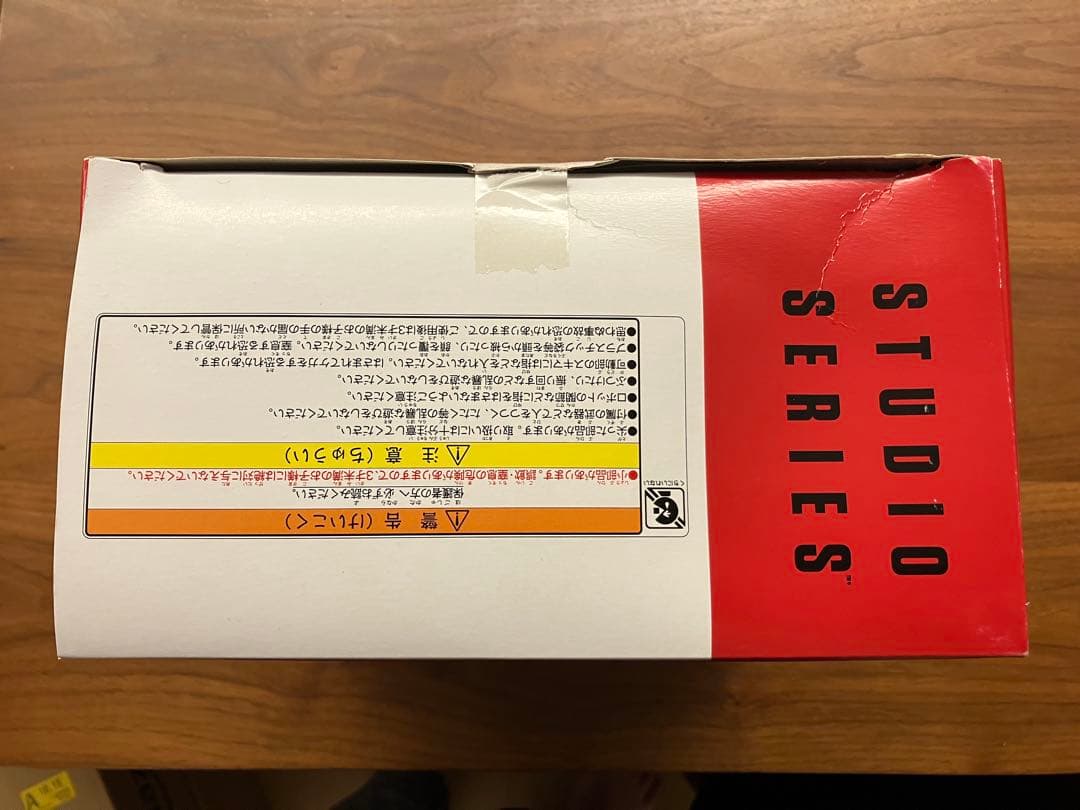 STUDIO
SERIES™
くちにいれない
警告(けいこく)
保護者の方へ 必ずお読みください。
●小部品があります。誤飲・窒息の危険がありますので、3才未満のお子様には絶対に与えないでください。
注意(ちゅうい)
●尖った部品があります。取り扱いには十分注意してください。
●付属の武器などで人をつつく、たたく等の乱暴な遊びをしないでください。
●ロボットの関節などに指をはさまないように注意ください。
●ぶつけたり、振り回すなどの乱暴な遊びをしないでください。
●可動部のスキマには指などを入れないでください。はさまれてケガをする恐れがあります。
●プラスチック袋等を頭から被ったり、顔を覆ったりしないでください。窒息する恐れがあります。
●思わぬ事故の恐れがありますので、ご使用後は3才未満のお子様の手の届かない所に保管してください。
A